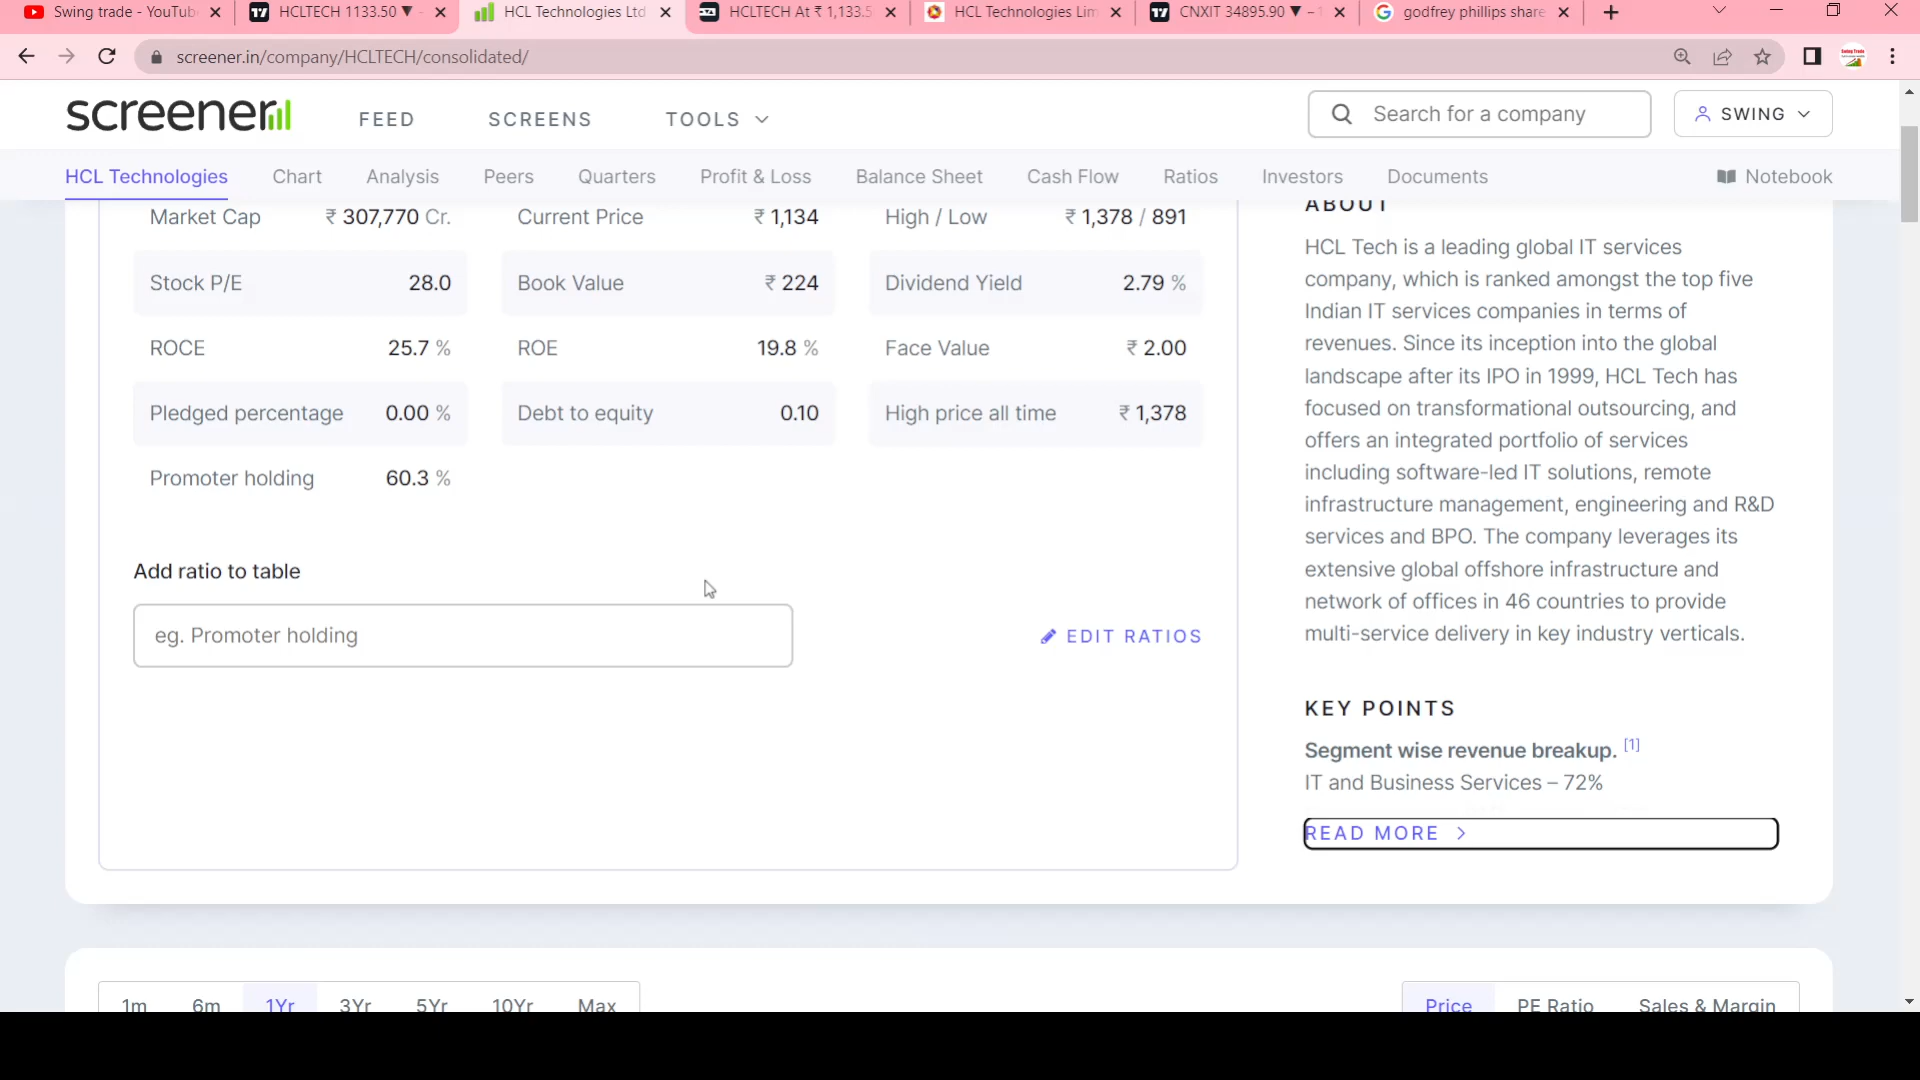 Swing trade - YouTub
HCLTECH 1133.50 ▼
HCL Technologies Ltd
HCLTECH At ₹ 1,133.5
HCL Technologies Lim
CNXIT 34895.90 ▼ –
godfrey phillips share
screener.in/company/HCLTECH/consolidated/
screener
FEED
SCREENS
TOOLS
Search for a company
SWING
HCL Technologies
Chart
Analysis
Peers
Quarters
Profit & Loss
Balance Sheet
Cash Flow
Ratios
Investors
Documents
Notebook
Market Cap ₹ 307,770 Cr.
Current Price ₹ 1,134
High / Low ₹ 1,378 / 891
Stock P/E 28.0
Book Value ₹ 224
Dividend Yield 2.79 %
ROCE 25.7 %
ROE 19.8 %
Face Value ₹ 2.00
Pledged percentage 0.00 %
Debt to equity 0.10
High price all time ₹ 1,378
Promoter holding 60.3 %
Add ratio to table
eg. Promoter holding
EDIT RATIOS
ABOUT
HCL Tech is a leading global IT services
company, which is ranked amongst the top five
Indian IT services companies in terms of
revenues. Since its inception into the global
landscape after its IPO in 1999, HCL Tech has
focused on transformational outsourcing, and
offers an integrated portfolio of services
including software-led IT solutions, remote
infrastructure management, engineering and R&D
services and BPO. The company leverages its
extensive global offshore infrastructure and
network of offices in 46 countries to provide
multi-service delivery in key industry verticals.
KEY POINTS
Segment wise revenue breakup. [1]
IT and Business Services – 72%
READ MORE
1m
6m
1Yr
3Yr
5Yr
10Yr
Max
Price
PE Ratio
Sales & Margin